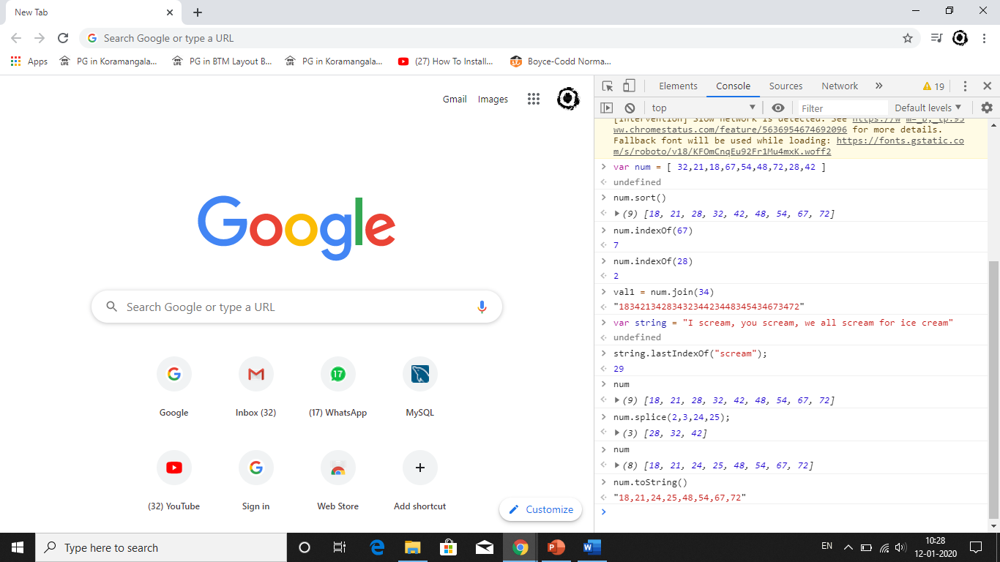 New Tab
Search Google or type a URL
Apps
PG in Koramangala...
PG in BTM Layout B...
PG in Koramangala...
(27) How To Install...
Boyce-Codd Norma...
Gmail
Images
Google
Search Google or type a URL
Google
Inbox (32)
17
(17) WhatsApp
MySQL
(32) YouTube
Sign in
Web Store
Add shortcut
Customize
Elements
Console
Sources
Network
19
top
Filter
Default levels
[Intervention] Slow network is detected. See https://w
ww.chromestatus.com/feature/5636954674692096 for more details.
Fallback font will be used while loading: https://fonts.gstatic.co
m/s/roboto/v18/KFOmCnqEu92Fr1Mu4mxK.woff2
var num = [ 32,21,18,67,54,48,72,28,42 ]
undefined
num.sort()
(9) [18, 21, 28, 32, 42, 48, 54, 67, 72]
num.indexOf(67)
7
num.indexOf(28)
2
val1 = num.join(34)
"1834213428343234423448345434673472"
var string = "I scream, you scream, we all scream for ice cream"
undefined
string.lastIndexOf("scream");
29
num
(9) [18, 21, 28, 32, 42, 48, 54, 67, 72]
num.splice(2,3,24,25);
(3) [28, 32, 42]
num
(8) [18, 21, 24, 25, 48, 54, 67, 72]
num.toString()
"18,21,24,25,48,54,67,72"
Type here to search
EN
10:28
12-01-2020